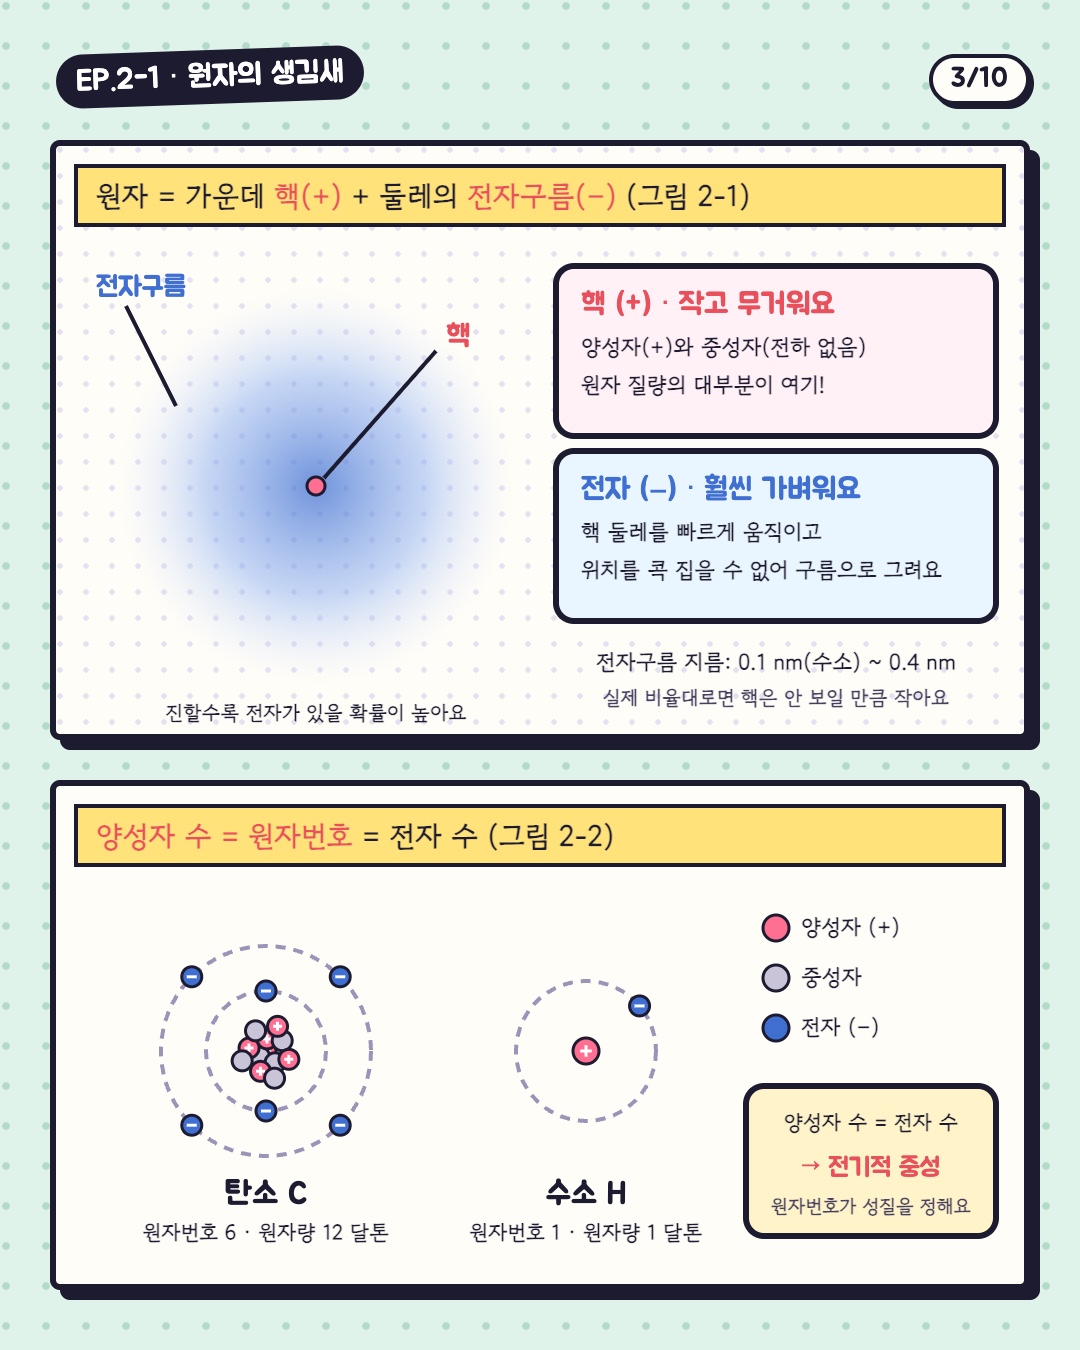 EP.2-1 · 원자의 생김새
3/10
원자 = 가운데 핵(+) + 둘레의 전자구름(−) (그림 2-1)
전자구름
핵
진할수록 전자가 있을 확률이 높아요
핵 (+) · 작고 무거워요
양성자(+)와 중성자(전하 없음)
원자 질량의 대부분이 여기!
전자 (−) · 훨씬 가벼워요
핵 둘레를 빠르게 움직이고
위치를 콕 집을 수 없어 구름으로 그려요
전자구름 지름: 0.1 nm(수소) ~ 0.4 nm
실제 비율대로면 핵은 안 보일 만큼 작아요
양성자 수 = 원자번호 = 전자 수 (그림 2-2)
탄소 C
원자번호 6 · 원자량 12 달톤
수소 H
원자번호 1 · 원자량 1 달톤
양성자 (+)
중성자
전자 (−)
양성자 수 = 전자 수
→ 전기적 중성
원자번호가 성질을 정해요